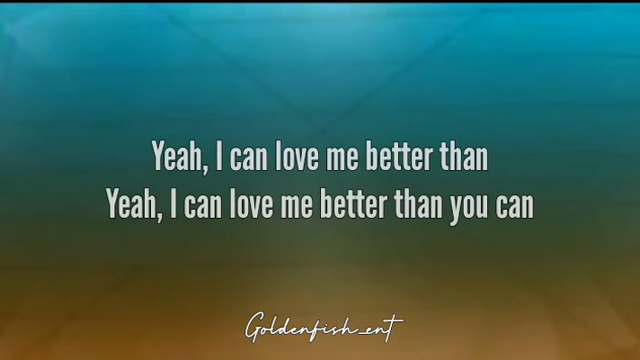 Yeah, I can love me better than
Yeah, I can love me better than you can
Goldenfish_ent